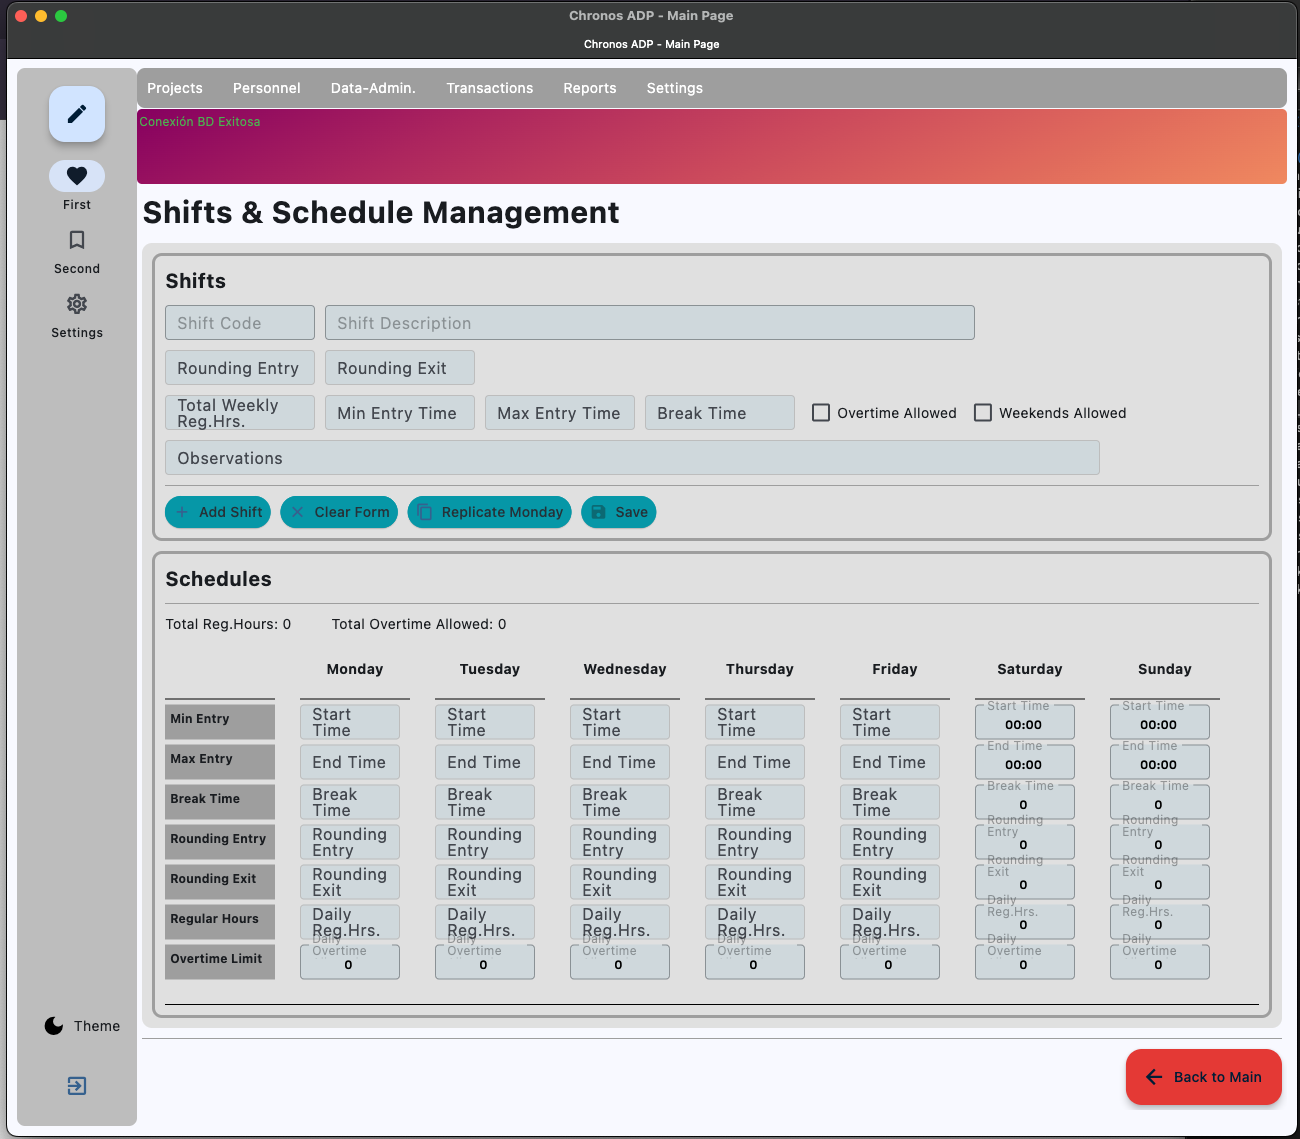 Chronos ADP - Main Page
Chronos ADP - Main Page
Projects Personnel Data-Admin. Transactions Reports Settings
Conexión BD Exitosa
First
Second
Settings
Theme
Shifts & Schedule Management
Shifts
Shift Code Shift Description
Rounding Entry Rounding Exit
Total Weekly
Reg.Hrs.
Min Entry Time Max Entry Time Break Time Overtime Allowed Weekends Allowed
Observations
Add Shift Clear Form Replicate Monday Save
Schedules
Total Reg.Hours: 0 Total Overtime Allowed: 0
Monday Tuesday Wednesday Thursday Friday Saturday Sunday
Start Time Start Time
Min Entry Start Start Start Start Start 00:00 00:00
Time Time Time Time Time
End Time End Time
Max Entry End Time End Time End Time End Time End Time 00:00 00:00
Break Time Break Time
Break Time Break Break Break Break Break 0 0
Time Time Time Time Time
Rounding Rounding
Entry Entry
Rounding Entry Rounding Rounding Rounding Rounding Rounding 0 0
Entry Entry Entry Entry Entry
Rounding Rounding
Exit Exit
Rounding Exit Rounding Rounding Rounding Rounding Rounding 0 0
Exit Exit Exit Exit Exit
Daily Daily
Reg.Hrs. Reg.Hrs.
Regular Hours Daily Daily Daily Daily Daily 0 0
Reg.Hrs. Reg.Hrs. Reg.Hrs. Reg.Hrs. Reg.Hrs.
Daily Daily Daily Daily Daily Daily Daily
Overtime Overtime Overtime Overtime Overtime Overtime Overtime
Overtime Limit 0 0 0 0 0 0 0
Back to Main